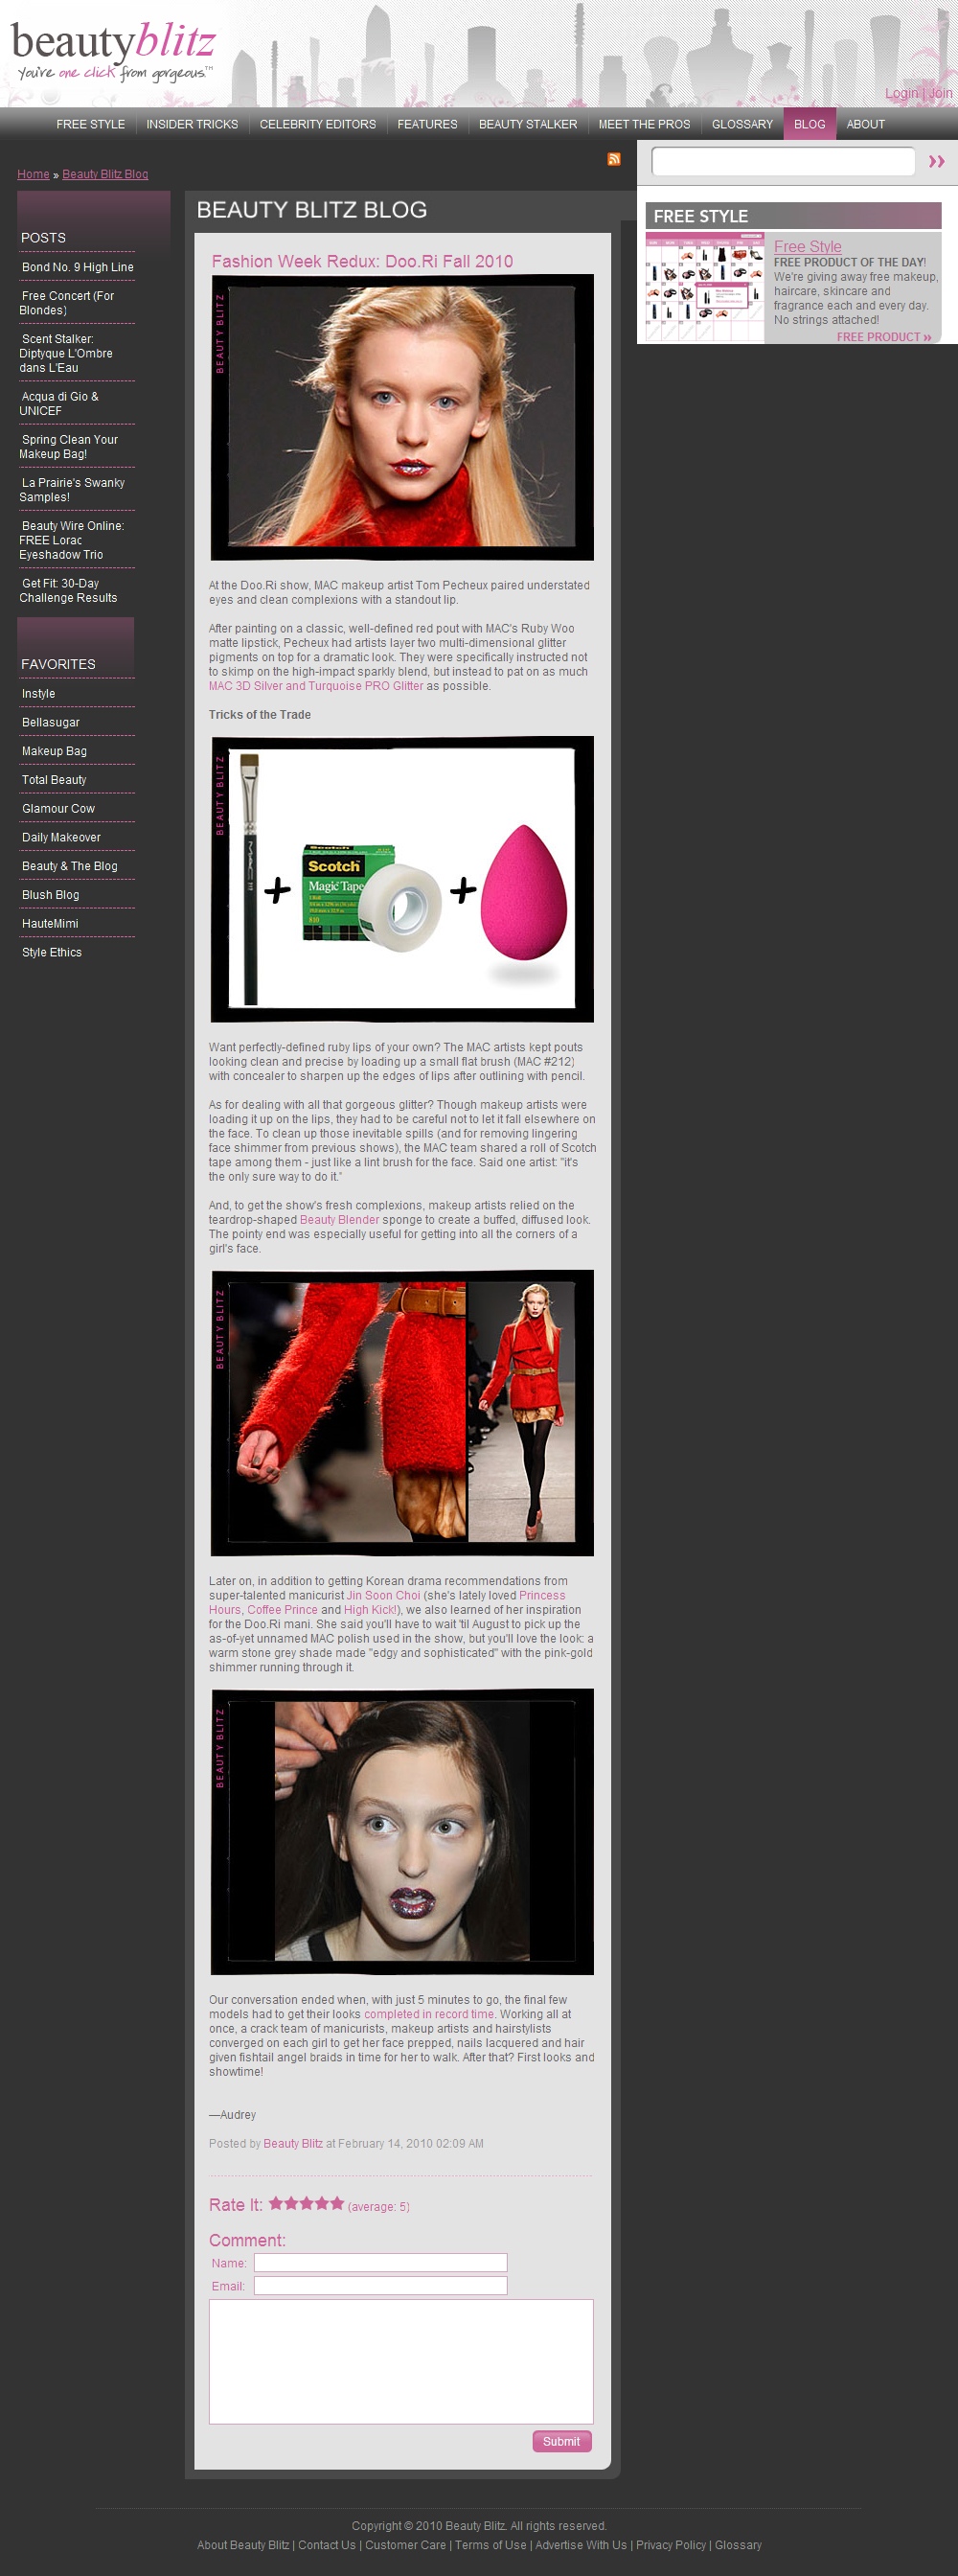 beautyblitz
you're one click from gorgeous.™
Login | Join
FREE STYLE
INSIDER TRICKS
CELEBRITY EDITORS
FEATURES
BEAUTY STALKER
MEET THE PROS
GLOSSARY
BLOG
ABOUT
Home » Beauty Blitz Blog
POSTS
Bond No. 9 High Line
Free Concert (For
Blondes)
Scent Stalker:
Diptyque L'Ombre
dans L'Eau
Acqua di Gio &
UNICEF
Spring Clean Your
Makeup Bag!
La Prairie's Swanky
Samples!
Beauty Wire Online:
FREE Lorac
Eyeshadow Trio
Get Fit: 30-Day
Challenge Results
FAVORITES
Instyle
Bellasugar
Makeup Bag
Total Beauty
Glamour Cow
Daily Makeover
Beauty & The Blog
Blush Blog
HauteMimi
Style Ethics
BEAUTY BLITZ BLOG
Fashion Week Redux: Doo.Ri Fall 2010
BEAUTY BLITZ
At the Doo.Ri show, MAC makeup artist Tom Pecheux paired understated
eyes and clean complexions with a standout lip.
After painting on a classic, well-defined red pout with MAC's Ruby Woo
matte lipstick, Pecheux had artists layer two multi-dimensional glitter
pigments on top for a dramatic look. They were specifically instructed not
to skimp on the high-impact sparkly blend, but instead to pat on as much
MAC 3D Silver and Turquoise PRO Glitter as possible.
Tricks of the Trade
BEAUTY BLITZ
MAC
Scotch
Magic Tape
810
Want perfectly-defined ruby lips of your own? The MAC artists kept pouts
looking clean and precise by loading up a small flat brush (MAC #212)
with concealer to sharpen up the edges of lips after outlining with pencil.
As for dealing with all that gorgeous glitter? Though makeup artists were
loading it up on the lips, they had to be careful not to let it fall elsewhere on
the face. To clean up those inevitable spills (and for removing lingering
face shimmer from previous shows), the MAC team shared a roll of Scotch
tape among them - just like a lint brush for the face. Said one artist: "it's
the only sure way to do it."
And, to get the show's fresh complexions, makeup artists relied on the
teardrop-shaped Beauty Blender sponge to create a buffed, diffused look.
The pointy end was especially useful for getting into all the corners of a
girl's face.
BEAUTY BLITZ
Later on, in addition to getting Korean drama recommendations from
super-talented manicurist Jin Soon Choi (she's lately loved Princess
Hours, Coffee Prince and High Kick!), we also learned of her inspiration
for the Doo.Ri mani. She said you'll have to wait 'til August to pick up the
as-of-yet unnamed MAC polish used in the show, but you'll love the look: a
warm stone grey shade made "edgy and sophisticated" with the pink-gold
shimmer running through it.
BEAUTY BLITZ
Our conversation ended when, with just 5 minutes to go, the final few
models had to get their looks completed in record time. Working all at
once, a crack team of manicurists, makeup artists and hairstylists
converged on each girl to get her face prepped, nails lacquered and hair
given fishtail angel braids in time for her to walk. After that? First looks and
showtime!
—Audrey
Posted by Beauty Blitz at February 14, 2010 02:09 AM
Rate It: (average: 5)
Comment:
Name:
Email:
Submit
FREE STYLE
Free Style
FREE PRODUCT OF THE DAY!
We're giving away free makeup,
haircare, skincare and
fragrance each and every day.
No strings attached!
FREE PRODUCT »
Copyright © 2010 Beauty Blitz. All rights reserved.
About Beauty Blitz | Contact Us | Customer Care | Terms of Use | Advertise With Us | Privacy Policy | Glossary